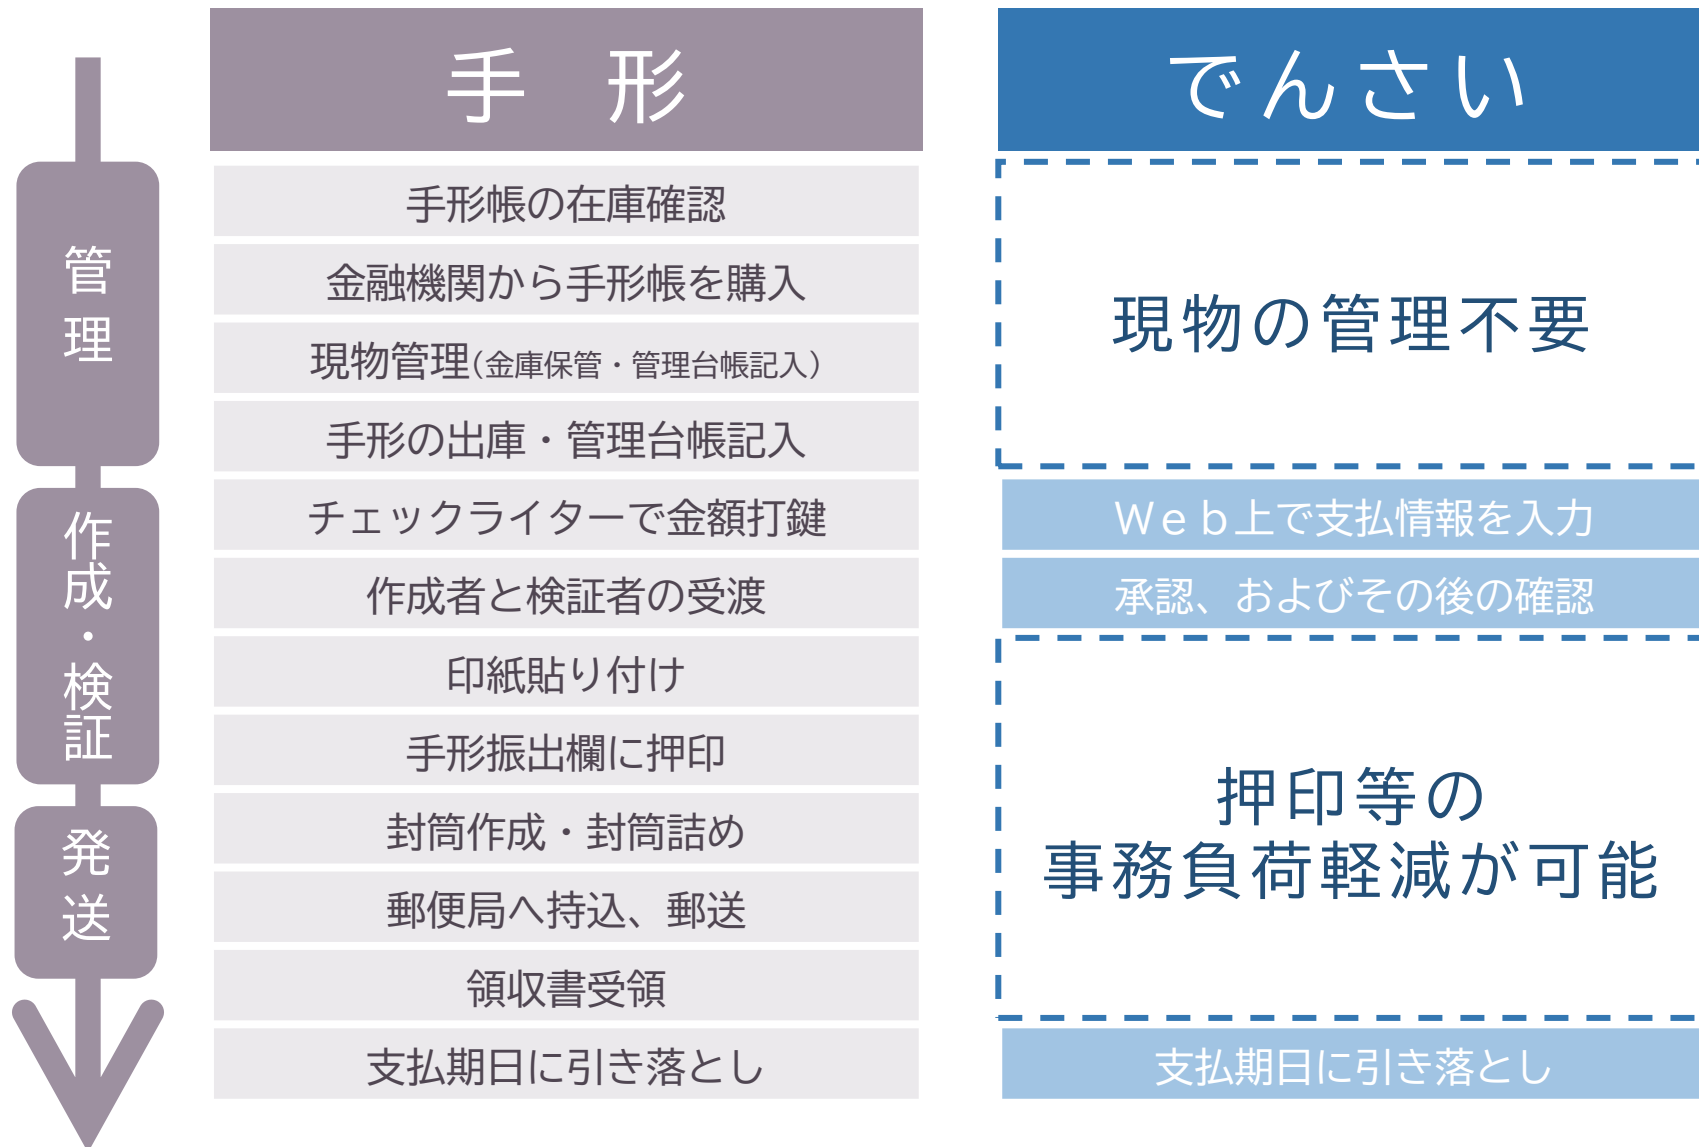 手 形
でんさい
管理
作成・検証
発送
手形帳の在庫確認
金融機関から手形帳を購入
現物管理(金庫保管・管理台帳記入)
手形の出庫・管理台帳記入
チェックライターで金額打鍵
作成者と検証者の受渡
印紙貼り付け
手形振出欄に押印
封筒作成・封筒詰め
郵便局へ持込、郵送
領収書受領
支払期日に引き落とし
現物の管理不要
Ｗｅｂ上で支払情報を入力
承認、およびその後の確認
押印等の
事務負荷軽減が可能
支払期日に引き落とし